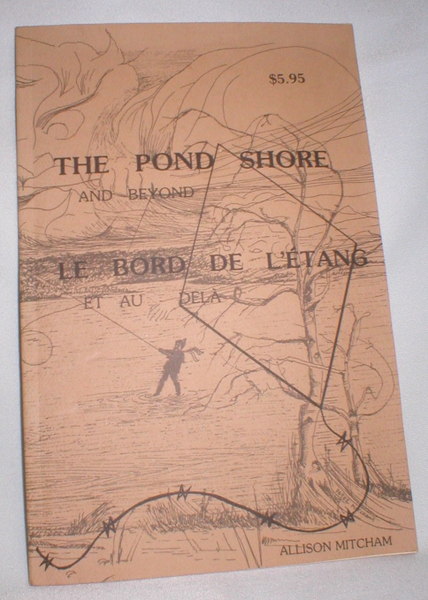 $5.95
THE POND SHORE
AND BEYOND
LE BORD DE L'ÉTANG
ET AU DELÀ
ALLISON MITCHAM